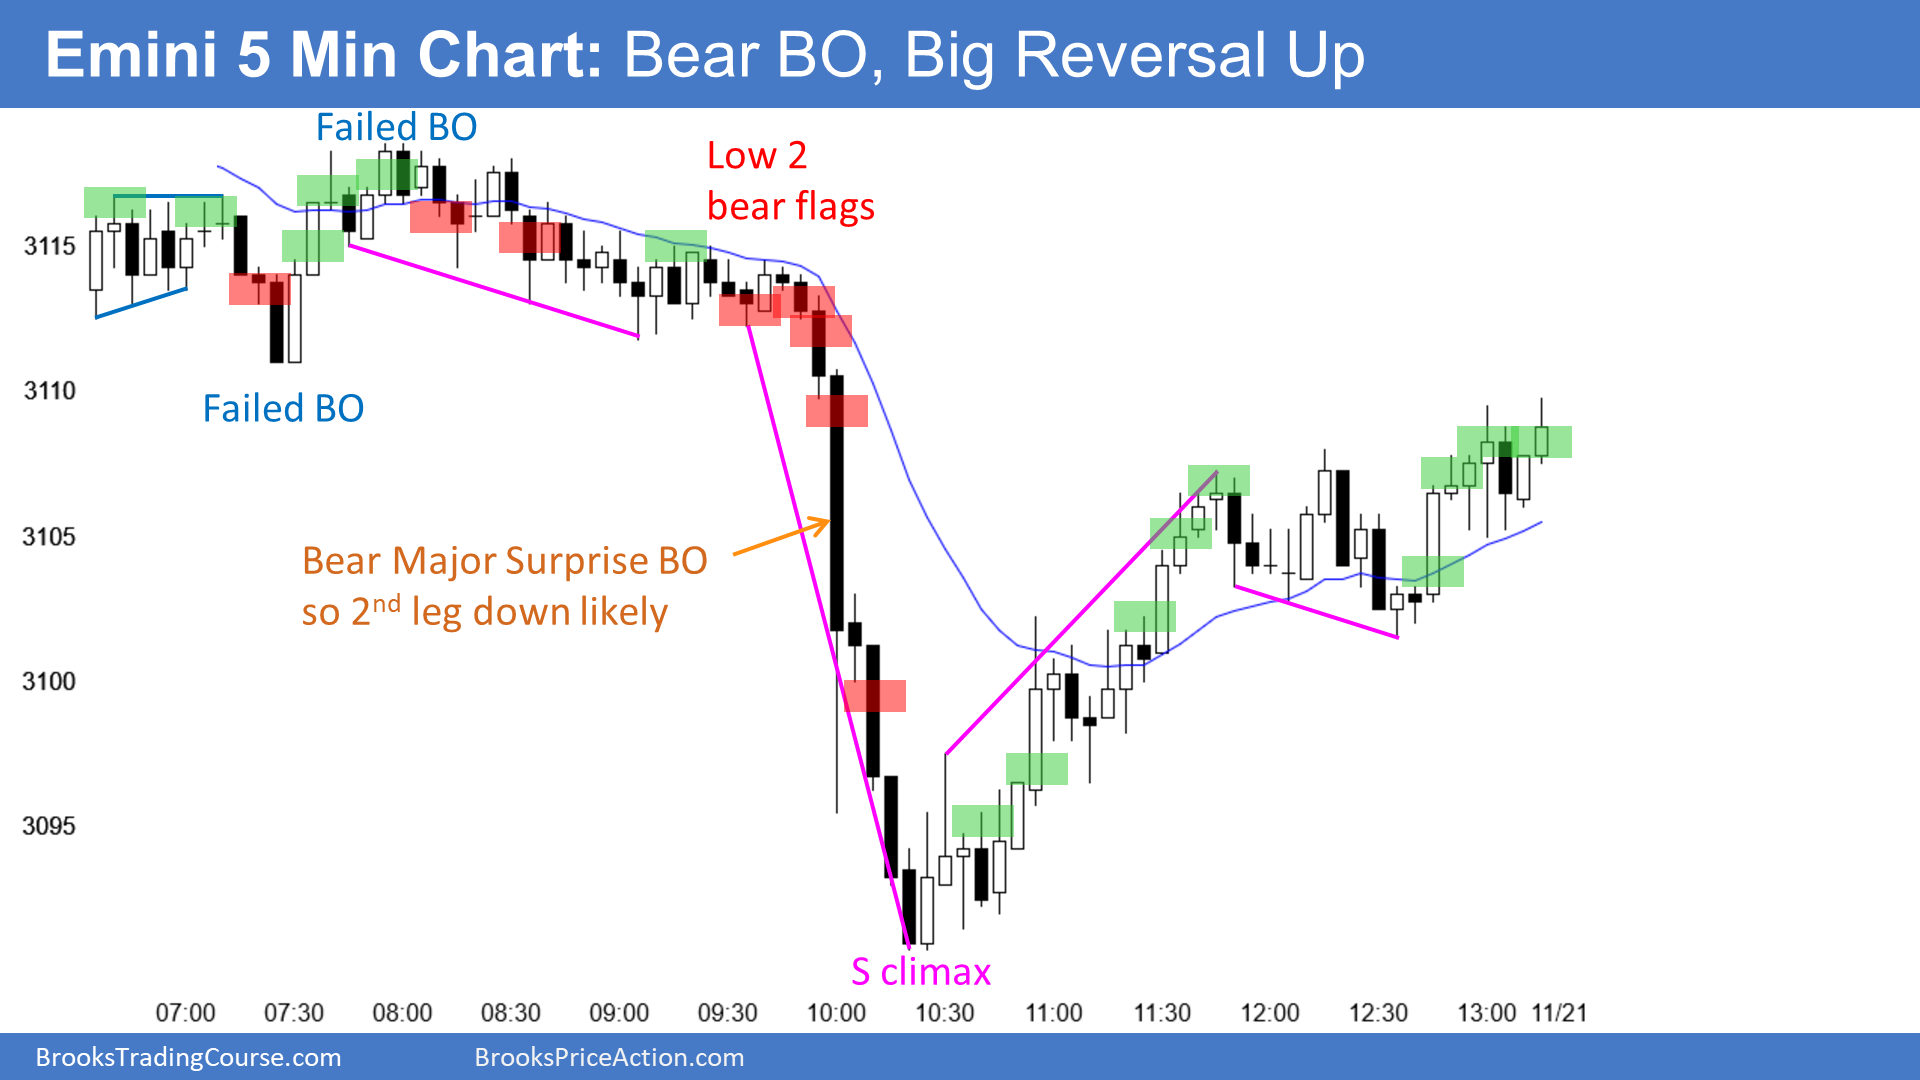 Emini 5 Min Chart: Bear BO, Big Reversal Up
Failed BO
Low 2
bear flags
3115
3110
Failed BO
3105
Bear Major Surprise BO
so 2nd leg down likely
3100
3095
S climax
07:00 07:30 08:00 08:30 09:00 09:30 10:00 10:30 11:00 11:30 12:00 12:30 13:00 11/21
BrooksTradingCourse.com BrooksPriceAction.com